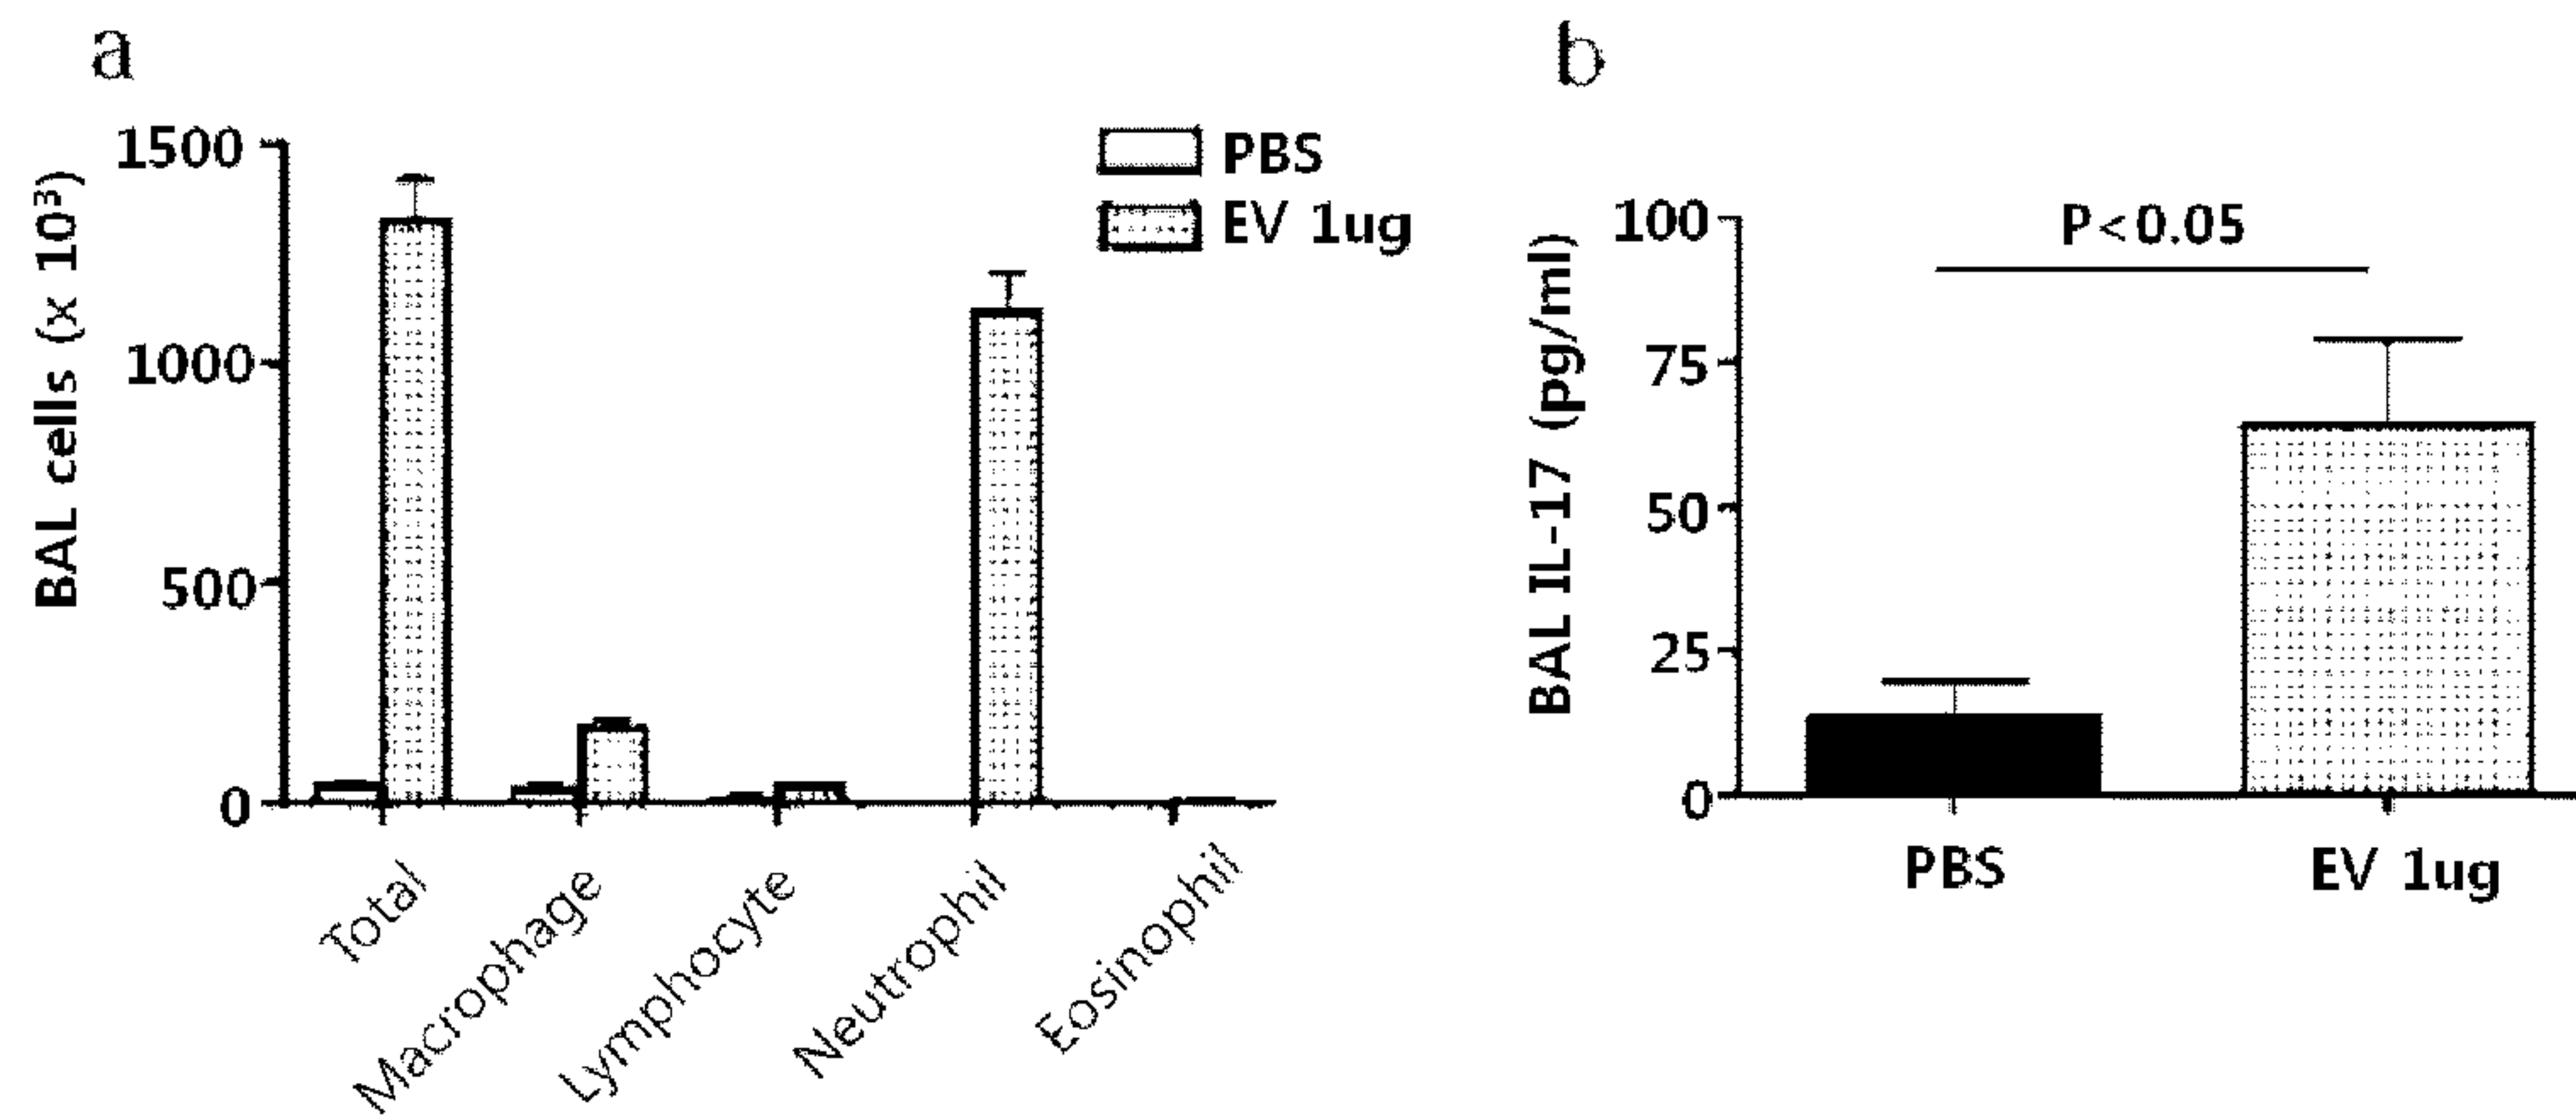 a
BAL cells (x 10³)
1500
1000
500
0
PBS
EV 1ug
Total
Macrophage
Lymphocyte
Neutrophil
Eosinophil
b
BAL IL-17 (pg/ml)
100
75
50
25
0
P<0.05
PBS
EV 1ug